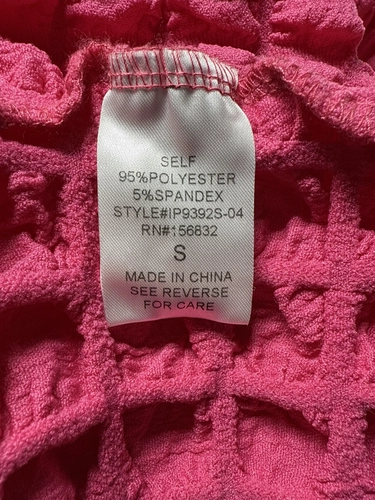 SELF
95%POLYESTER
5%SPANDEX
STYLE#IP9392S-04
RN#156832
S
MADE IN CHINA
SEE REVERSE
FOR CARE